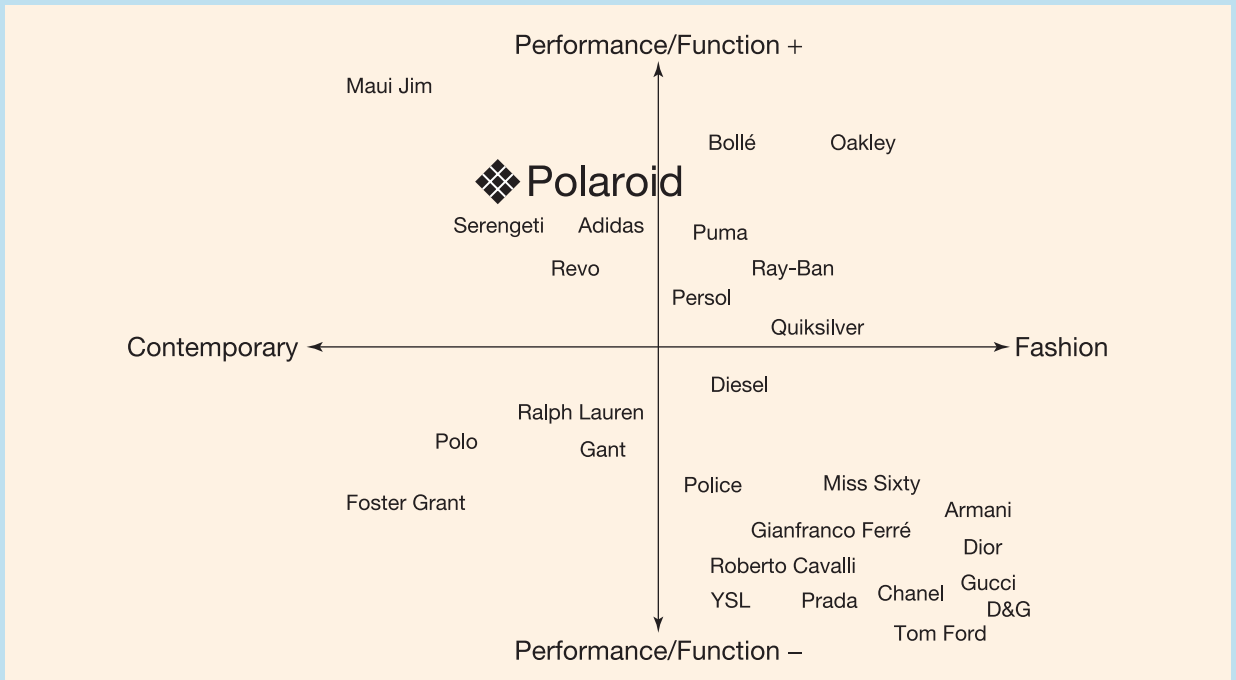 Performance/Function +
Maui Jim
Bollé Oakley
Polaroid
Serengeti Adidas Puma
Revo Ray-Ban
Persol
Quiksilver
Contemporary Fashion
Diesel
Ralph Lauren
Polo Gant
Police Miss Sixty
Foster Grant Armani
Gianfranco Ferré
Dior
Roberto Cavalli
Gucci
YSL Prada Chanel
D&G
Tom Ford
Performance/Function –